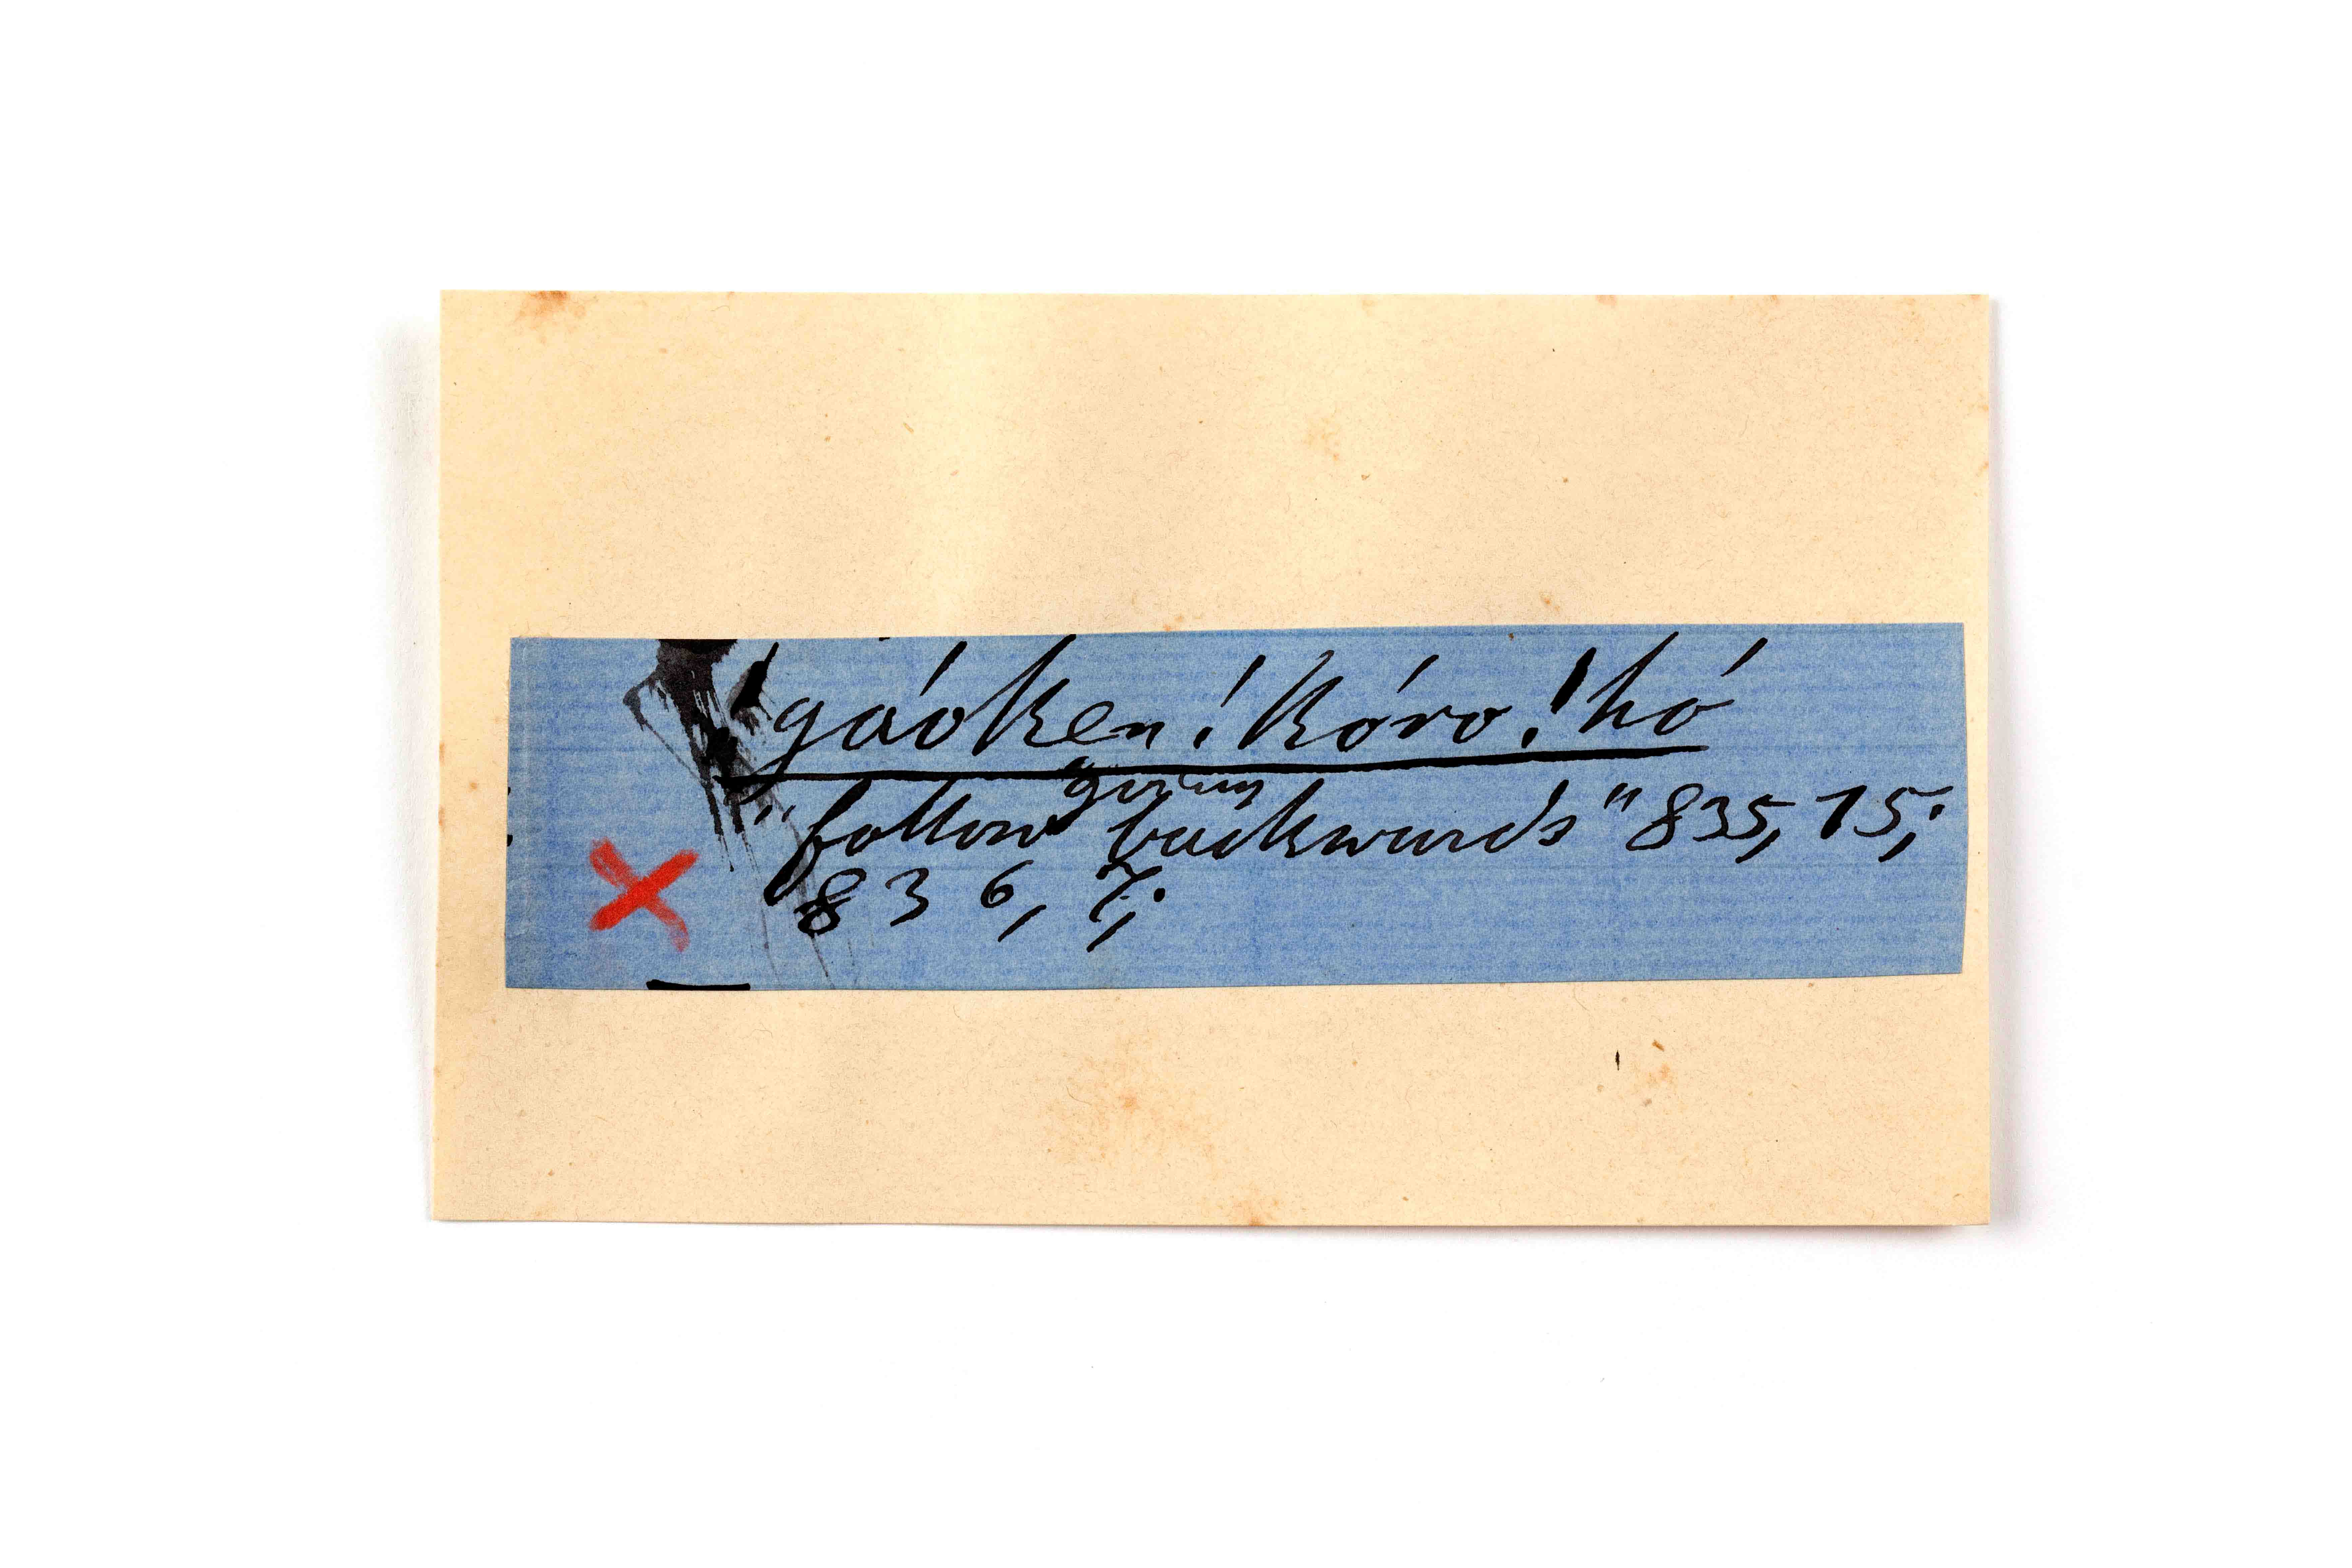 !gáoken !kóro !hó
"follow going backwards" 835, 15;
836, 7;